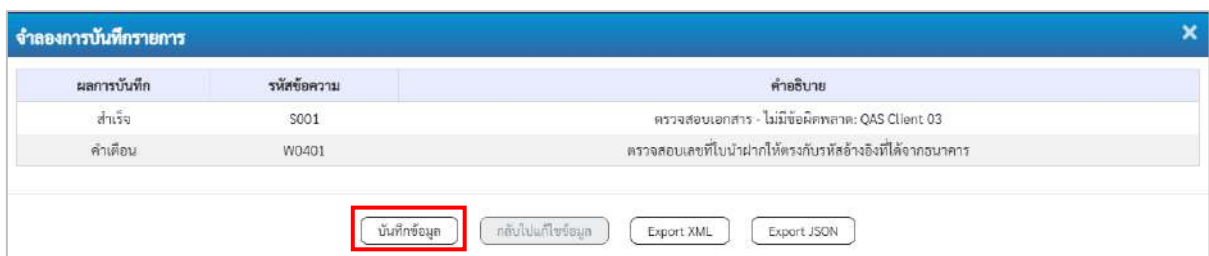 จำลองการบันทึกรายการ
ผลการบันทึก รหัสข้อความ คำอธิบาย
สำเร็จ S001 ตรวจสอบเอกสาร - ไม่มีข้อผิดพลาด: QAS Client 03
คำเตือน W0401 ตรวจสอบเลขที่ใบนำฝากให้ตรงกับรหัสอ้างอิงที่ได้จากธนาคาร
บันทึกข้อมูล กลับไปแก้ไขข้อมูล Export XML Export JSON